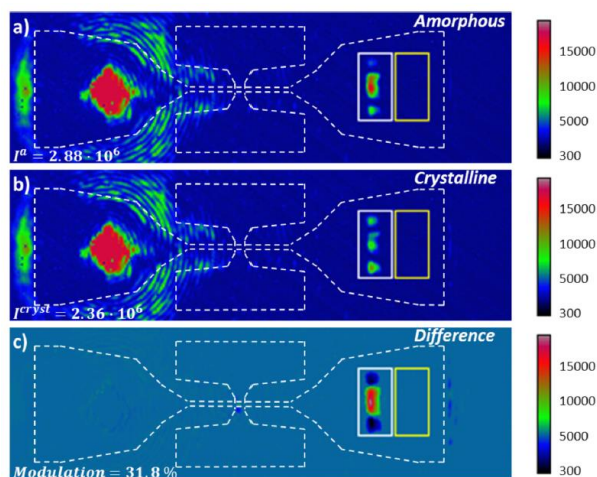 a)
Amorphous
I^a = 2.88 · 10^6
15000
10000
5000
300
b)
Crystalline
I^cryst = 2.36 · 10^6
15000
10000
5000
300
c)
Difference
Modulation = 31.8 %
15000
10000
5000
300